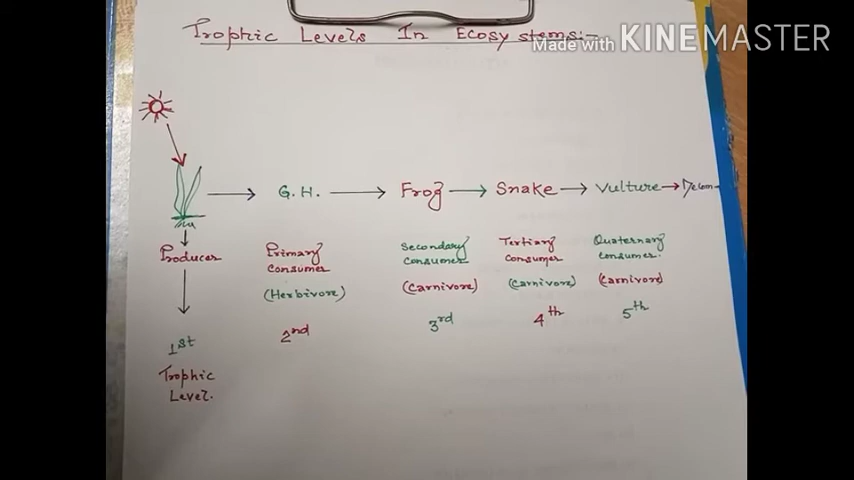 Trophic Levels In Ecosystems:-
Made with KINEMASTER
G.H.
Frog
Snake
Vulture
Decom
Producer
Primary
Consumer
(Herbivore)
Secondary
Consumer
(Carnivore)
Tertiary
Consumer
(Carnivore)
Quaternary
Consumer.
(Carnivore)
1st
Trophic
Level.
2nd
3rd
4th
5th